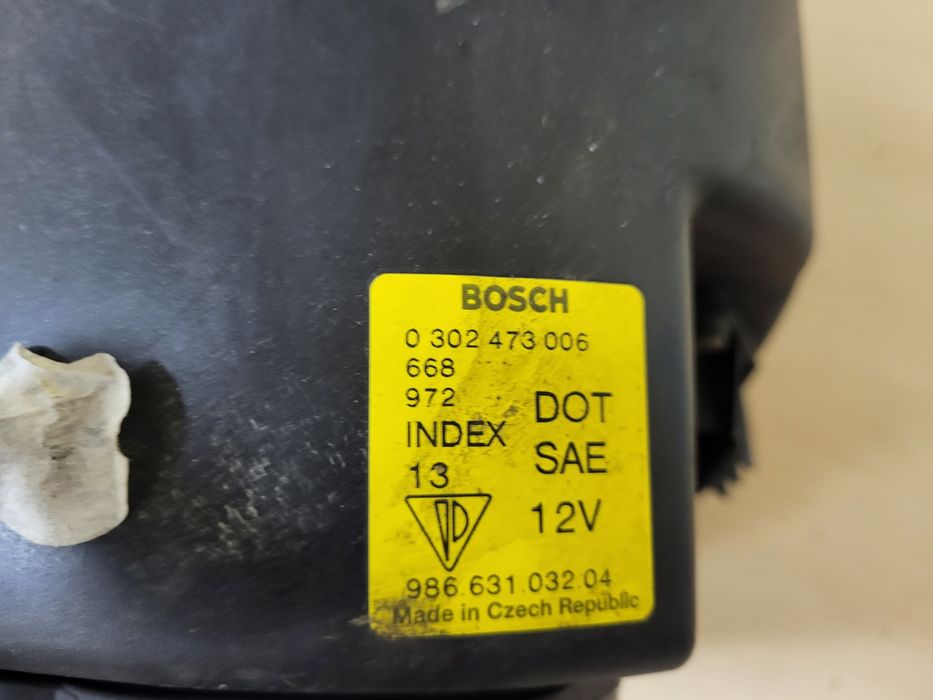 BOSCH
0 302 473 006
668
972
DOT
INDEX
SAE
13
12V
986.631.032.04
Made in Czech Republic